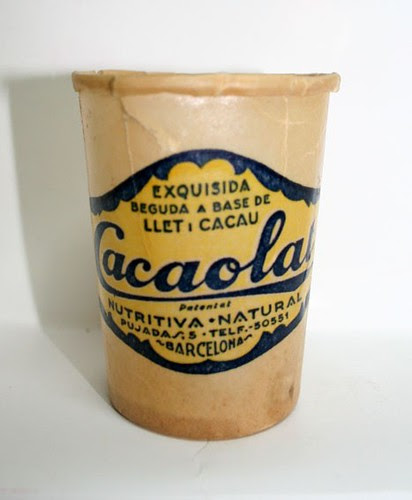 EXQUISIDA
BEGUDA A BASE DE
LLET i CACAU
Cacaolat
Patentat
NUTRITIVA • NATURAL
PUJADAS, 5 - TELF. - 50551
BARCELONA